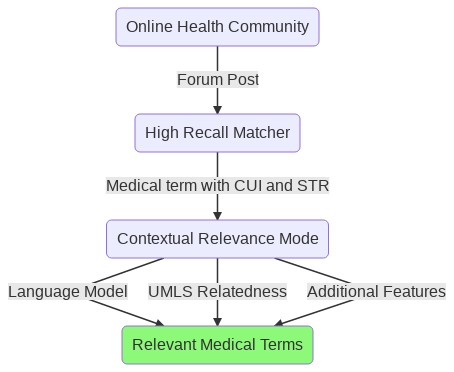 Online Health Community
Forum Post
High Recall Matcher
Medical term with CUI and STR
Contextual Relevance Mode
Language Model
UMLS Relatedness
Additional Features
Relevant Medical Terms